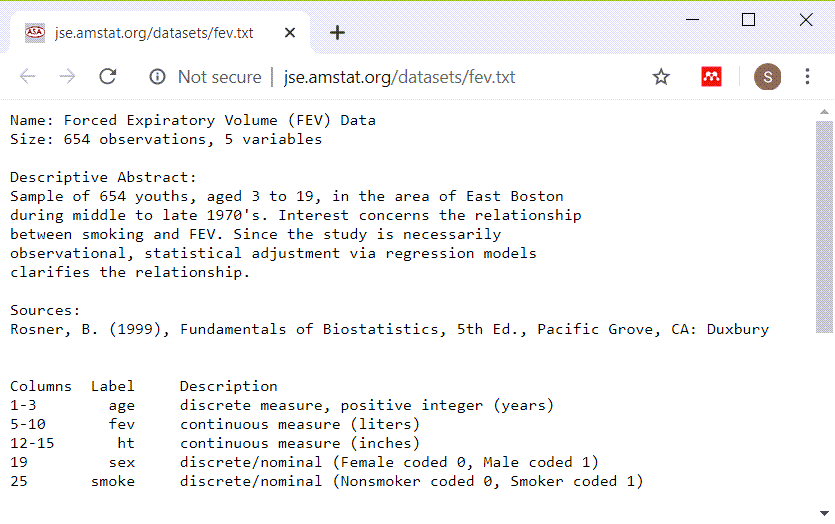 ASA jse.amstat.org/datasets/fev.txt
Not secure | jse.amstat.org/datasets/fev.txt S
Name: Forced Expiratory Volume (FEV) Data
Size: 654 observations, 5 variables
Descriptive Abstract:
Sample of 654 youths, aged 3 to 19, in the area of East Boston
during middle to late 1970's. Interest concerns the relationship
between smoking and FEV. Since the study is necessarily
observational, statistical adjustment via regression models
clarifies the relationship.
Sources:
Rosner, B. (1999), Fundamentals of Biostatistics, 5th Ed., Pacific Grove, CA: Duxbury
Columns Label Description
1-3 age discrete measure, positive integer (years)
5-10 fev continuous measure (liters)
12-15 ht continuous measure (inches)
19 sex discrete/nominal (Female coded 0, Male coded 1)
25 smoke discrete/nominal (Nonsmoker coded 0, Smoker coded 1)